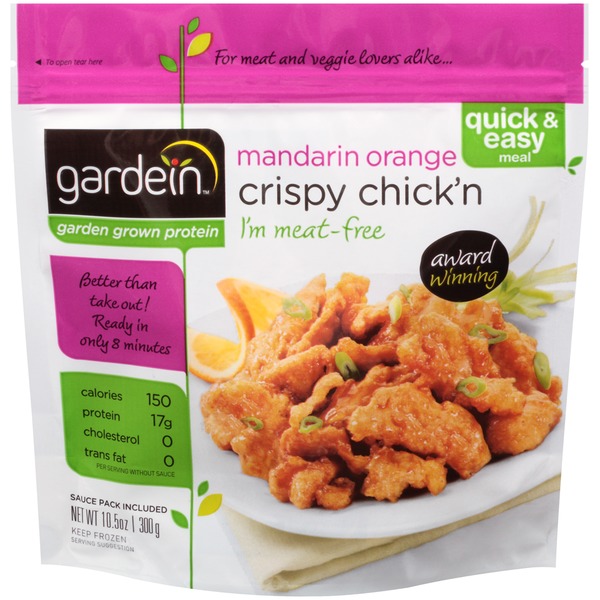 ◄ To open tear here
For meat and veggie lovers alike...
quick &
easy
meal
gardein™
garden grown protein
mandarin orange
crispy chick'n
I'm meat-free
award
winning
Better than
take out!
Ready in
only 8 minutes
calories 150
protein 17g
cholesterol 0
trans fat 0
PER SERVING WITHOUT SAUCE
SAUCE PACK INCLUDED
NET WT 10.5oz | 300g
KEEP FROZEN
SERVING SUGGESTION